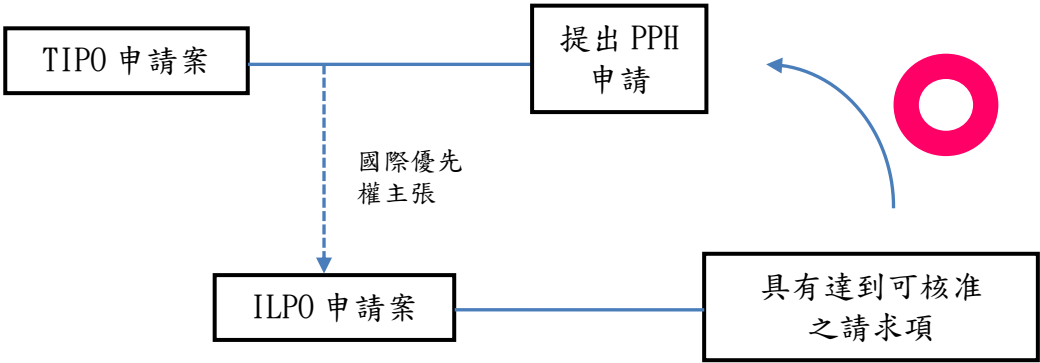 TIPO 申請案
提出 PPH
申請
國際優先
權主張
ILPO 申請案
具有達到可核准
之請求項